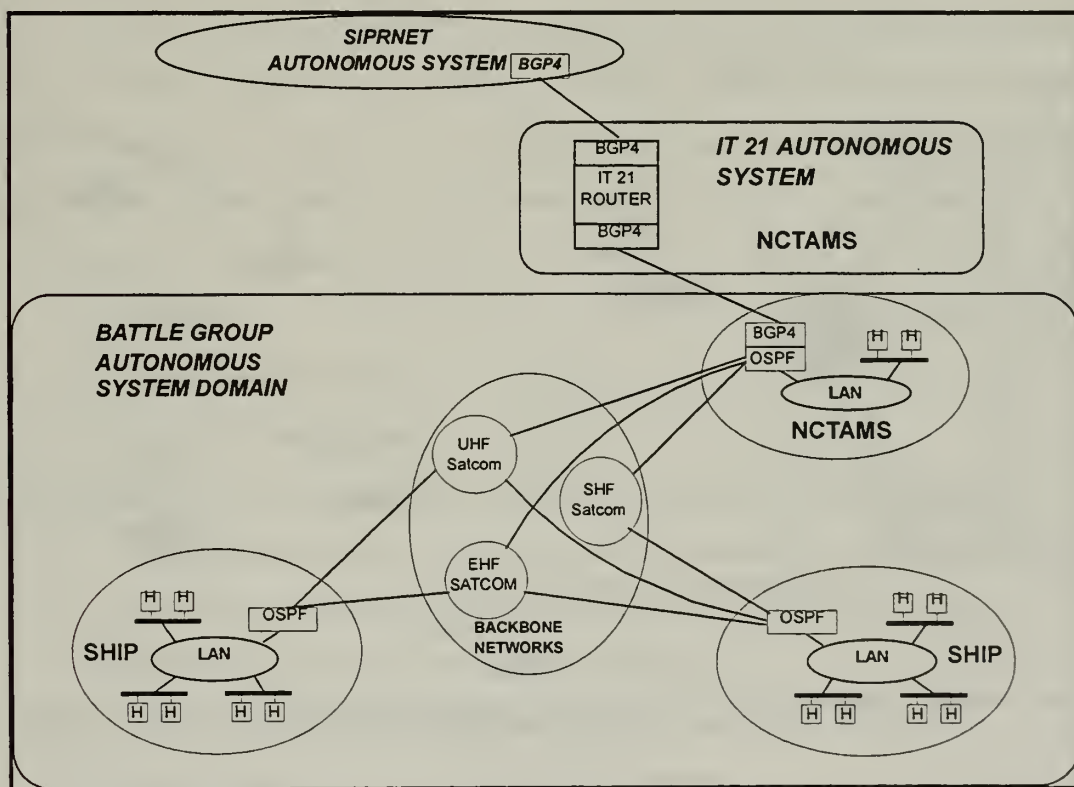 SIPRNET
AUTONOMOUS SYSTEM BGP4
BGP4
IT 21
ROUTER
BGP4
IT 21 AUTONOMOUS
SYSTEM
NCTAMS
BATTLE GROUP
AUTONOMOUS
SYSTEM DOMAIN
BGP4
OSPF
H H
LAN
NCTAMS
UHF
Satcom
SHF
Satcom
EHF
SATCOM
BACKBONE
NETWORKS
H H
OSPF
SHIP
LAN
H H H H
OSPF
H H
LAN
SHIP
H H H H